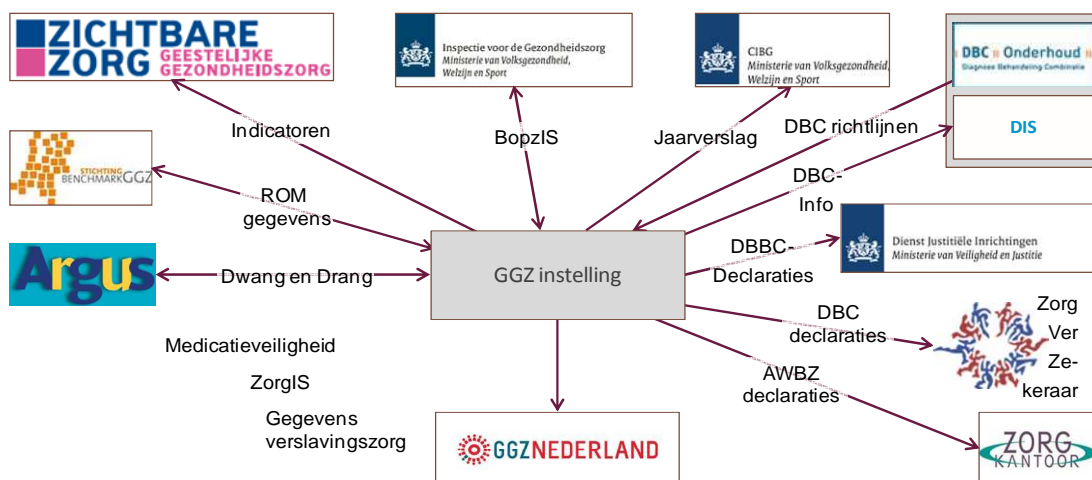 ZICHTBARE
ZORG GEESTELIJKE
GEZONDHEIDSZORG
Inspectie voor de Gezondheidszorg
Ministerie van Volksgezondheid,
Welzijn en Sport
CIBG
Ministerie van Volksgezondheid,
Welzijn en Sport
DBC Onderhoud
Diagnose Behandeling Combinatie
DIS
Indicatoren
BopzIS
Jaarverslag
DBC richtlijnen
STICHTING
BENCHMARKGGZ
ROM
gegevens
DBC-
Info
Dienst Justitiële Inrichtingen
Ministerie van Veiligheid en Justitie
DBBC-
Declaraties
Argus
Dwang en Drang
GGZ instelling
DBC
declaraties
Zorg
Ver
Ze-
keraar
Medicatieveiligheid
ZorgIS
Gegevens
verslavingszorg
AWBZ
declaraties
GGZNEDERLAND
ZORG
KANTOOR